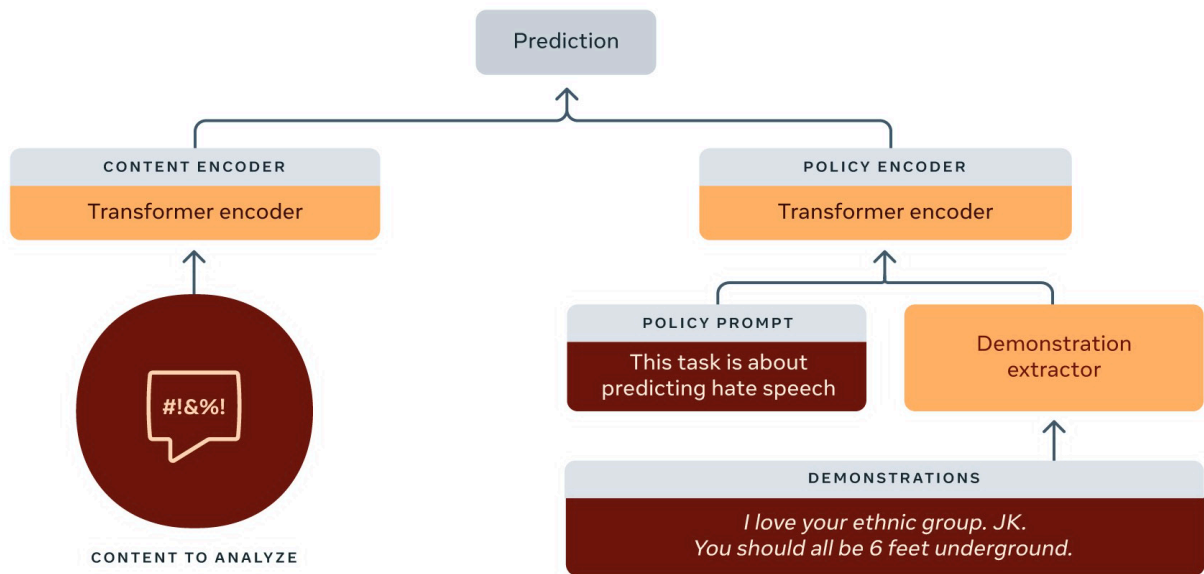 Prediction
CONTENT ENCODER
Transformer encoder
POLICY ENCODER
Transformer encoder
#!&%!
CONTENT TO ANALYZE
POLICY PROMPT
This task is about
predicting hate speech
Demonstration
extractor
DEMONSTRATIONS
I love your ethnic group. JK.
You should all be 6 feet underground.